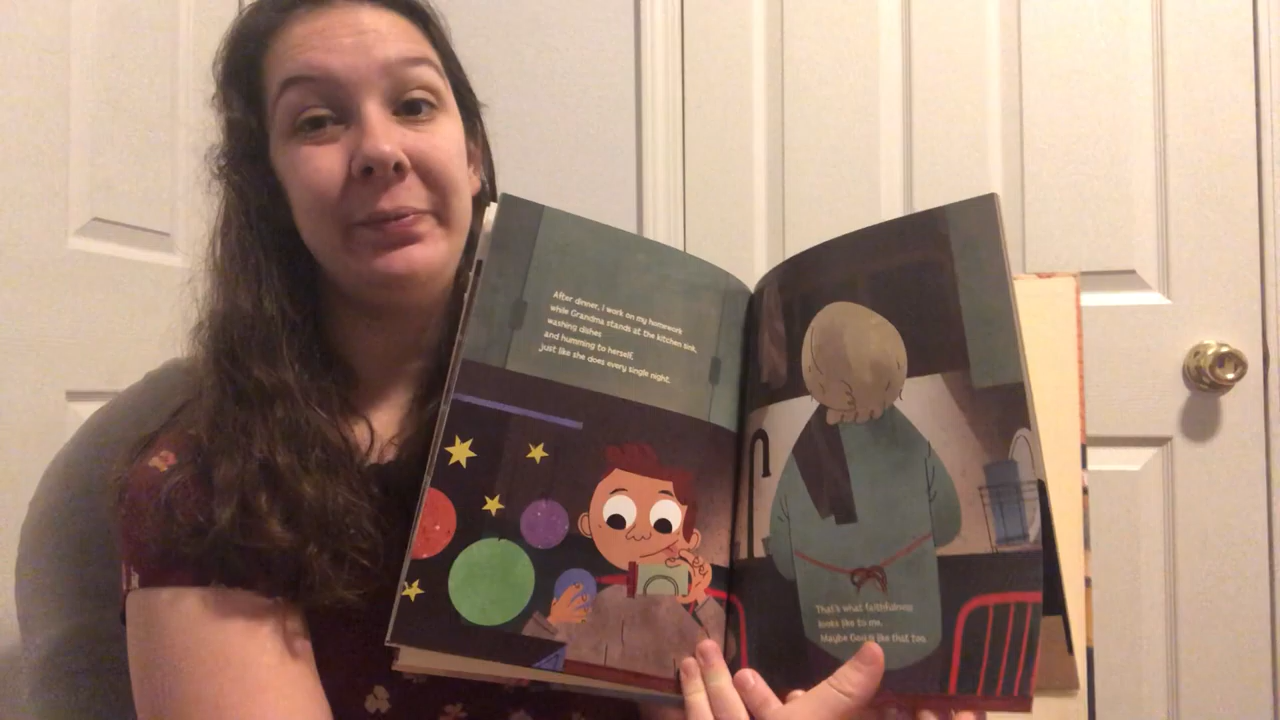 After dinner, I work on my homework
while Grandma stands at the kitchen sink,
washing dishes
and humming to herself,
just like she does every single night.
That's what faithfulness
looks like to me.
Maybe God is like that too.